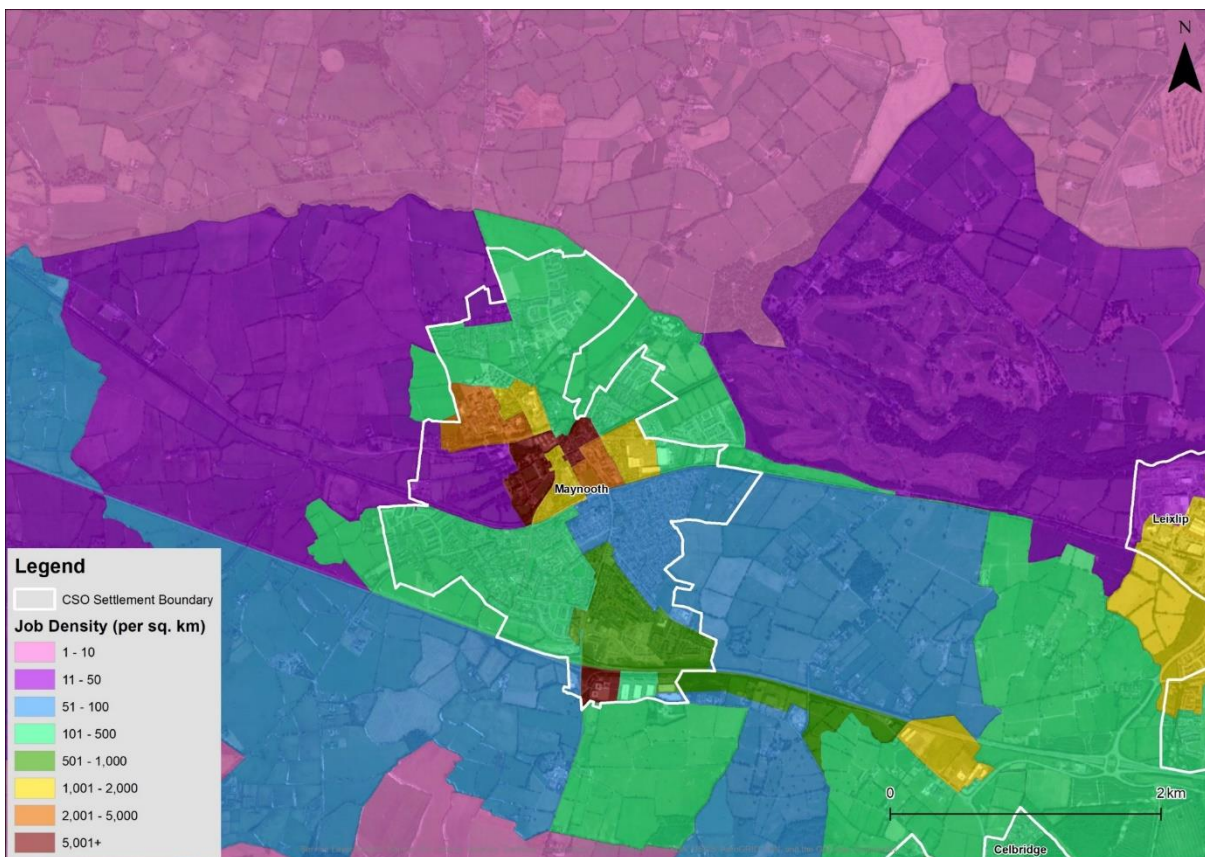 N
Maynooth
Leixlip
Legend
CSO Settlement Boundary
Job Density (per sq. km)
1 - 10
11 - 50
51 - 100
101 - 500
501 - 1,000
1,001 - 2,000
2,001 - 5,000
5,001+
0
2 km
Celbridge